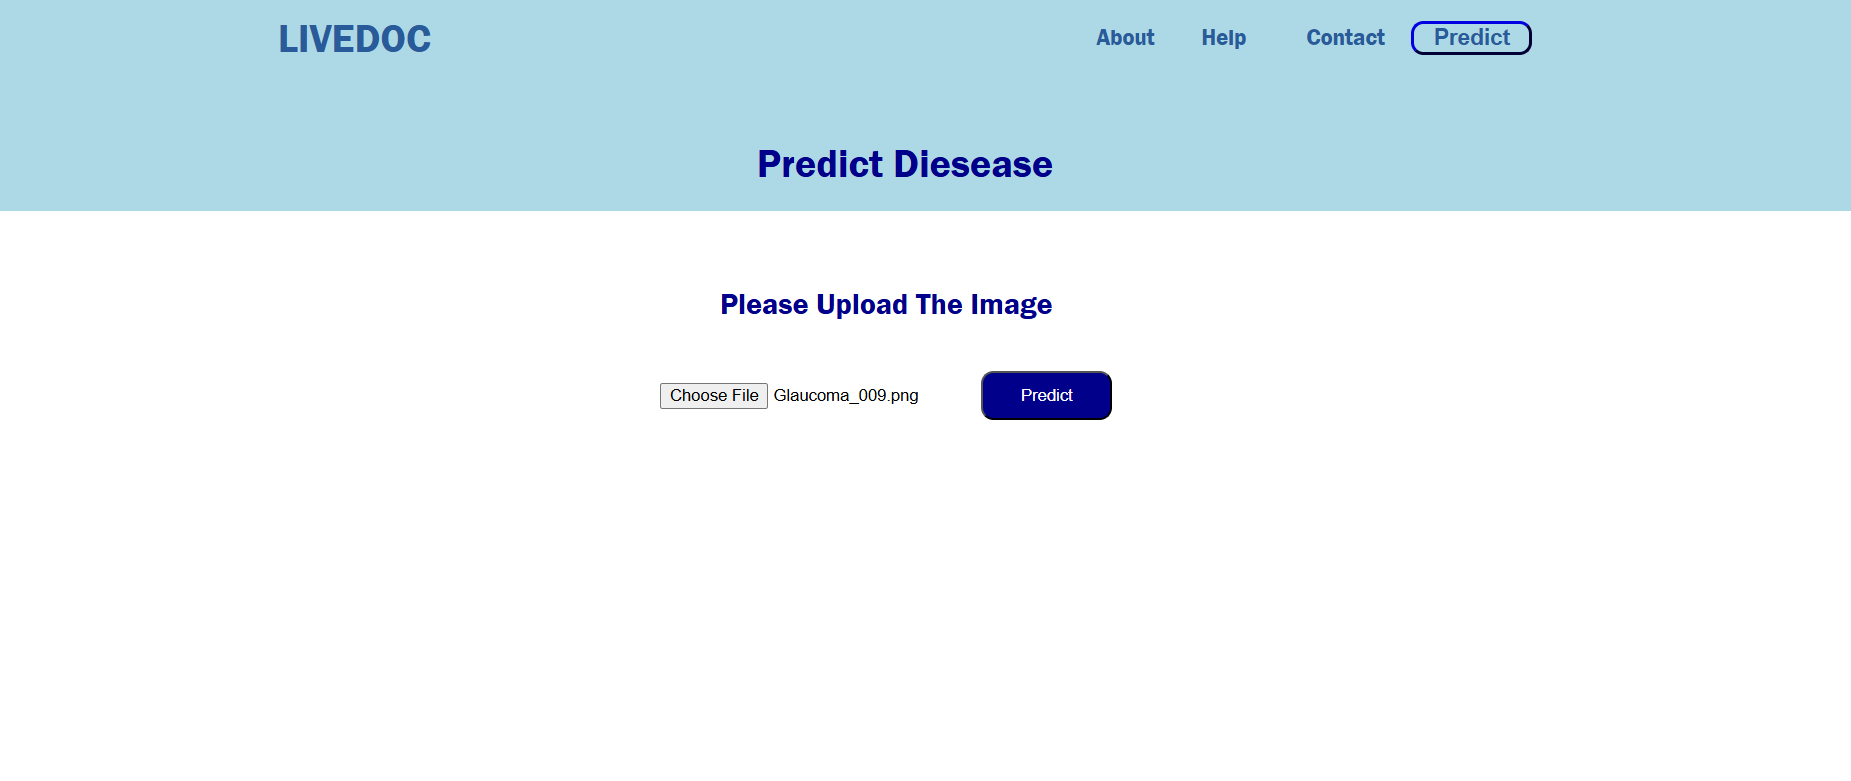 LIVEDOC
About Help Contact Predict
Predict Diesease
Please Upload The Image
Choose File Glaucoma_009.png Predict